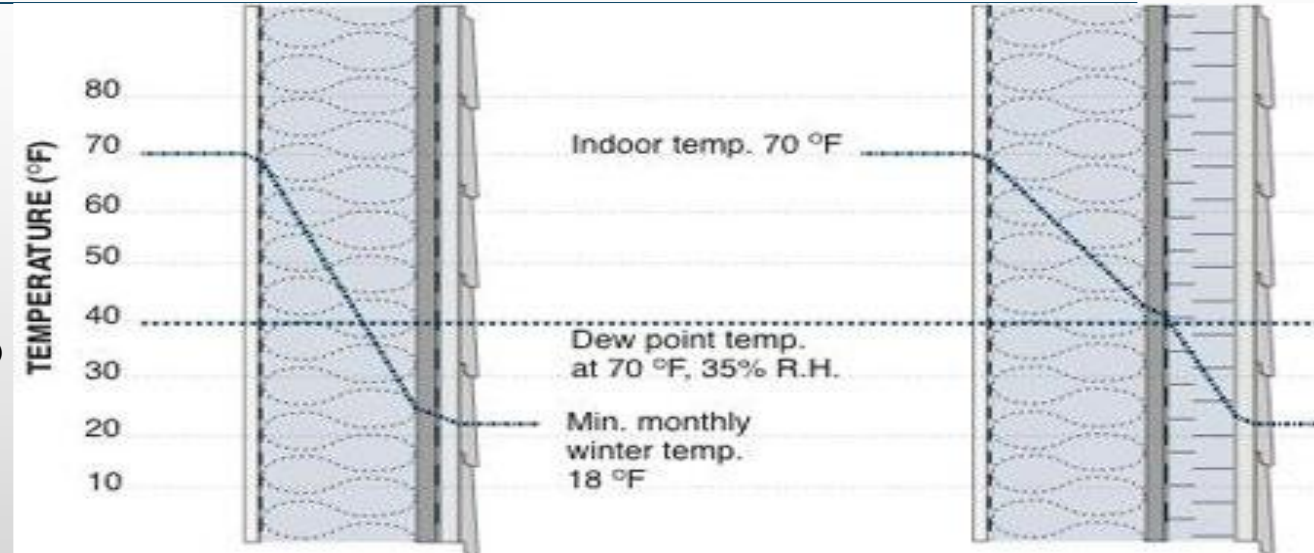 TEMPERATURE (°F)
80
70
60
50
40
30
20
10
Indoor temp. 70 °F
Dew point temp.
at 70 °F, 35% R.H.
Min. monthly
winter temp.
18 °F